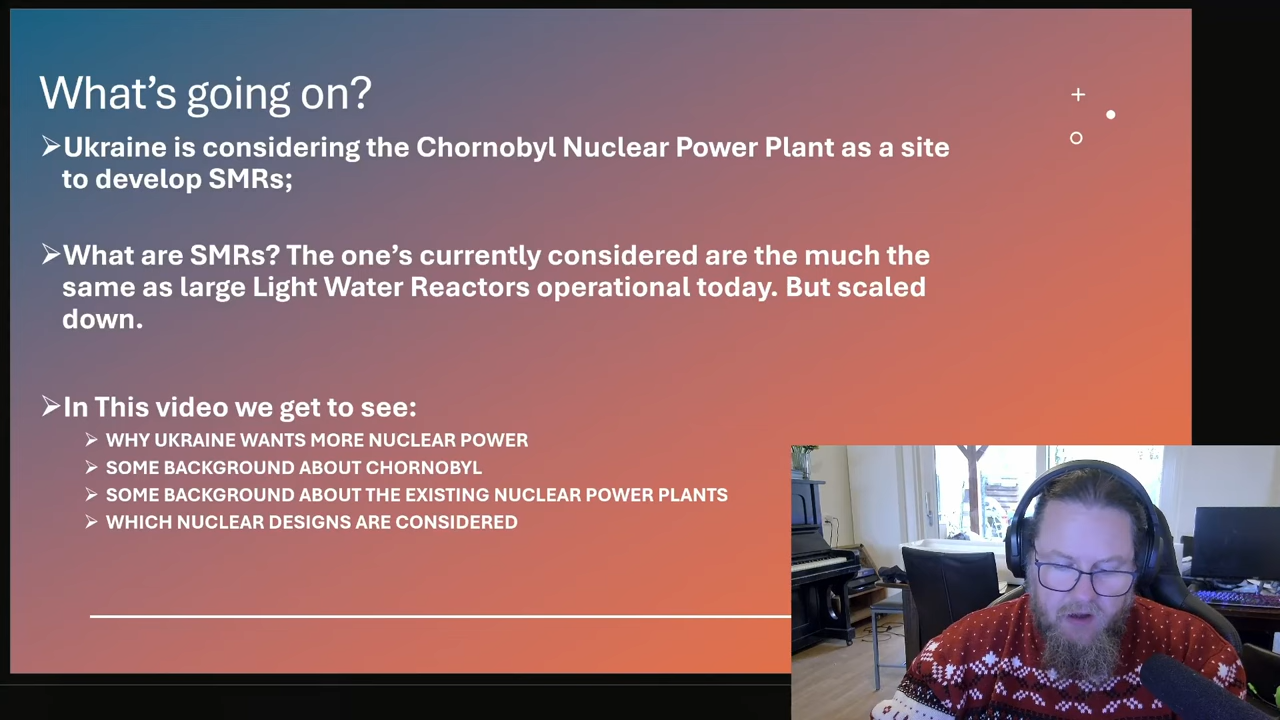 What's going on?
Ukraine is considering the Chornobyl Nuclear Power Plant as a site
to develop SMRs;
What are SMRs? The one's currently considered are the much the
same as large Light Water Reactors operational today. But scaled
down.
In This video we get to see:
WHY UKRAINE WANTS MORE NUCLEAR POWER
SOME BACKGROUND ABOUT CHORNOBYL
SOME BACKGROUND ABOUT THE EXISTING NUCLEAR POWER PLANTS
WHICH NUCLEAR DESIGNS ARE CONSIDERED